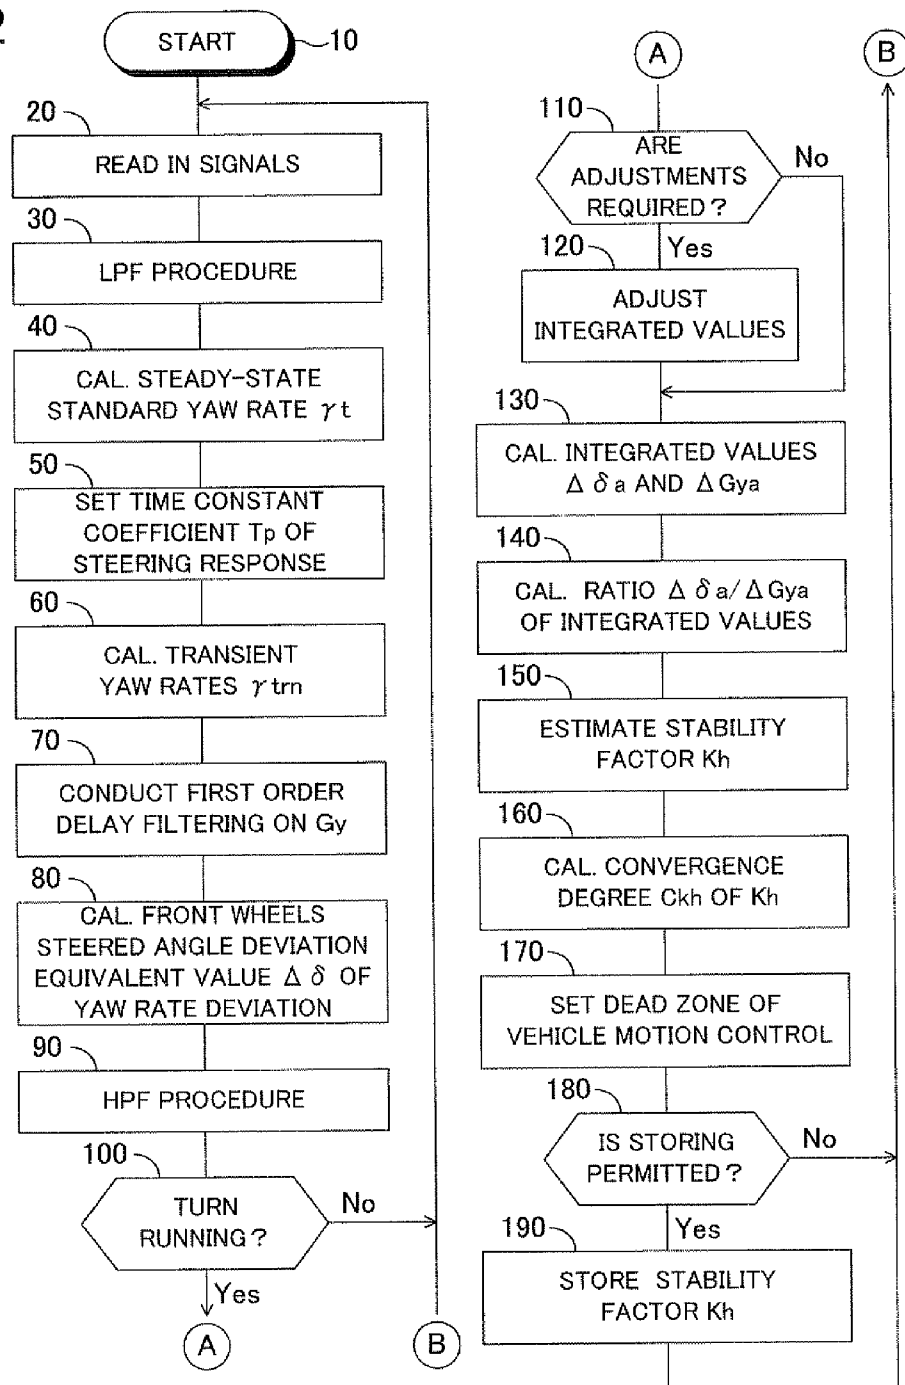 2
START
10
20
READ IN SIGNALS
30
LPF PROCEDURE
40
CAL. STEADY-STATE
STANDARD YAW RATE γt
50
SET TIME CONSTANT
COEFFICIENT Tp OF
STEERING RESPONSE
60
CAL. TRANSIENT
YAW RATES γtrn
70
CONDUCT FIRST ORDER
DELAY FILTERING ON Gy
80
CAL. FRONT WHEELS
STEERED ANGLE DEVIATION
EQUIVALENT VALUE Δδ OF
YAW RATE DEVIATION
90
HPF PROCEDURE
100
TURN
RUNNING?
No
Yes
A
B
A
B
110
ARE
ADJUSTMENTS
REQUIRED?
No
Yes
120
ADJUST
INTEGRATED VALUES
130
CAL. INTEGRATED VALUES
Δδa AND ΔGya
140
CAL. RATIO Δδa/ΔGya
OF INTEGRATED VALUES
150
ESTIMATE STABILITY
FACTOR Kh
160
CAL. CONVERGENCE
DEGREE Ckh OF Kh
170
SET DEAD ZONE OF
VEHICLE MOTION CONTROL
180
IS STORING
PERMITTED?
No
Yes
190
STORE STABILITY
FACTOR Kh